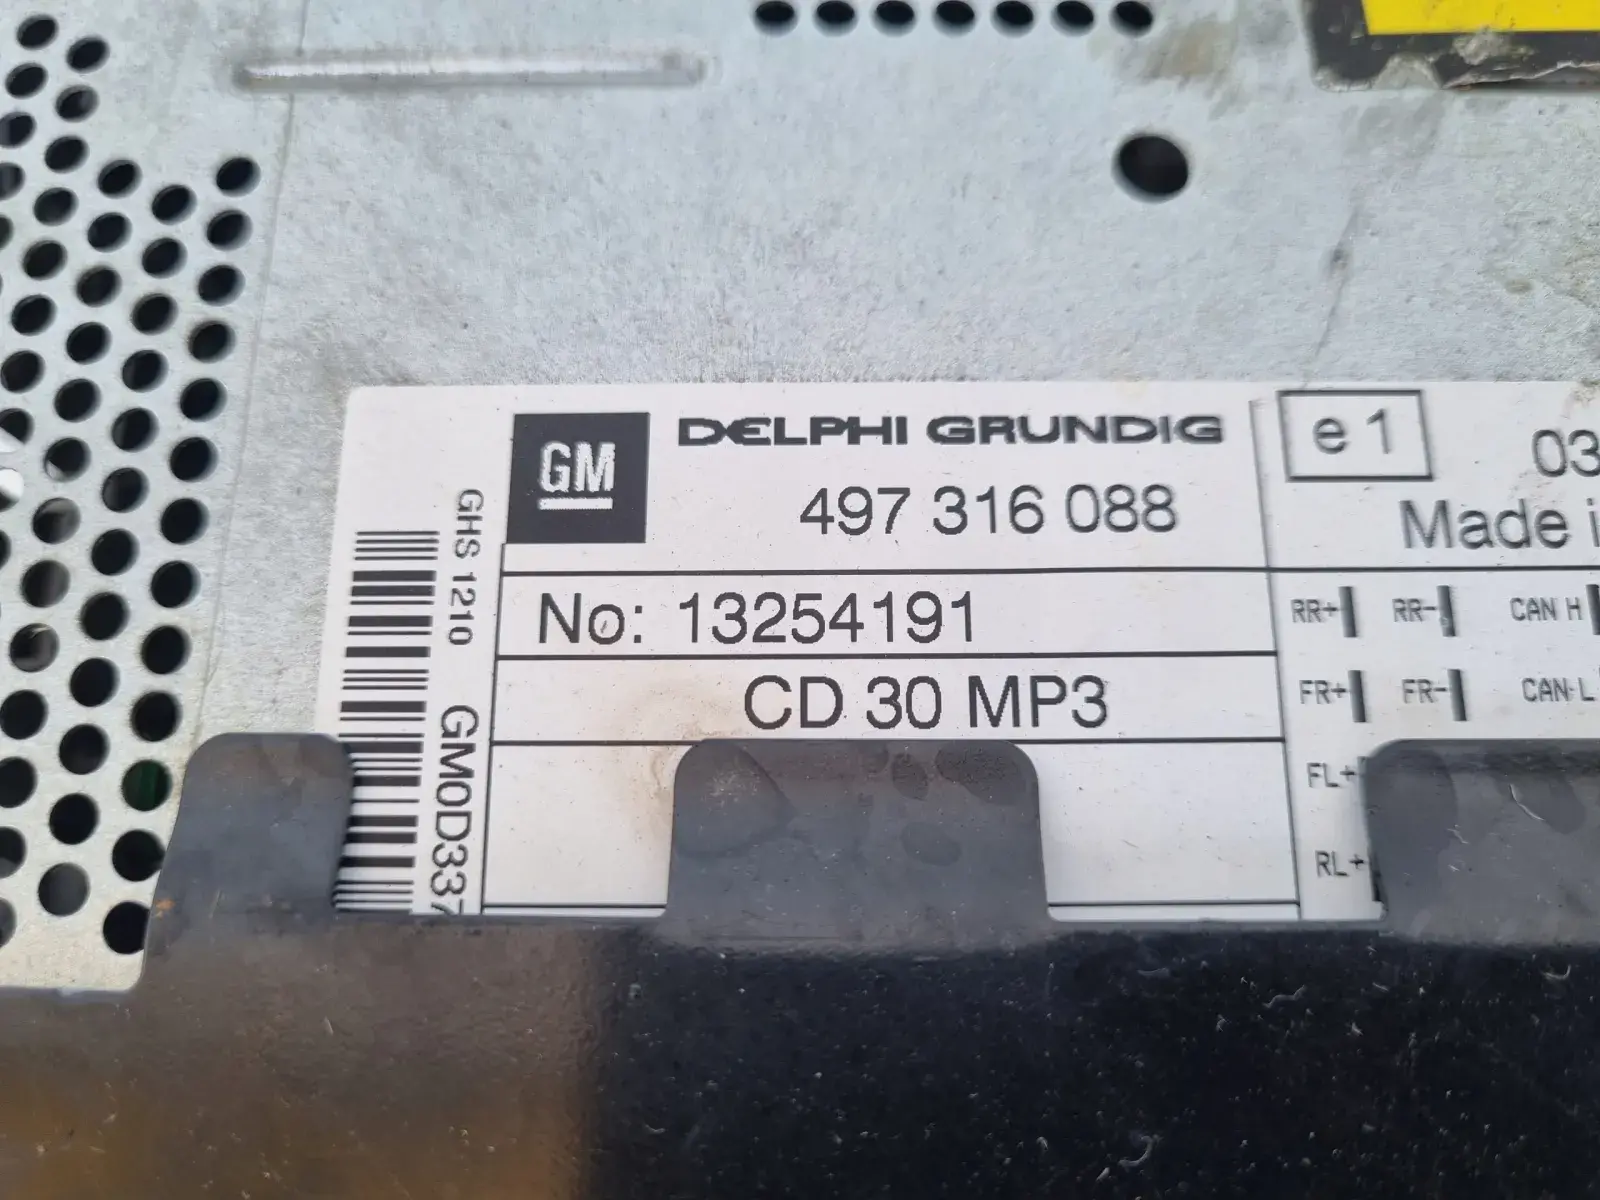 GM
DELPHI GRUNDIG
497 316 088
No: 13254191
CD 30 MP3
GHS 1210
GM0D337
e1
03
Made
RR+ RR- CAN H
FR+ FR- CAN-L
FL+
RL+